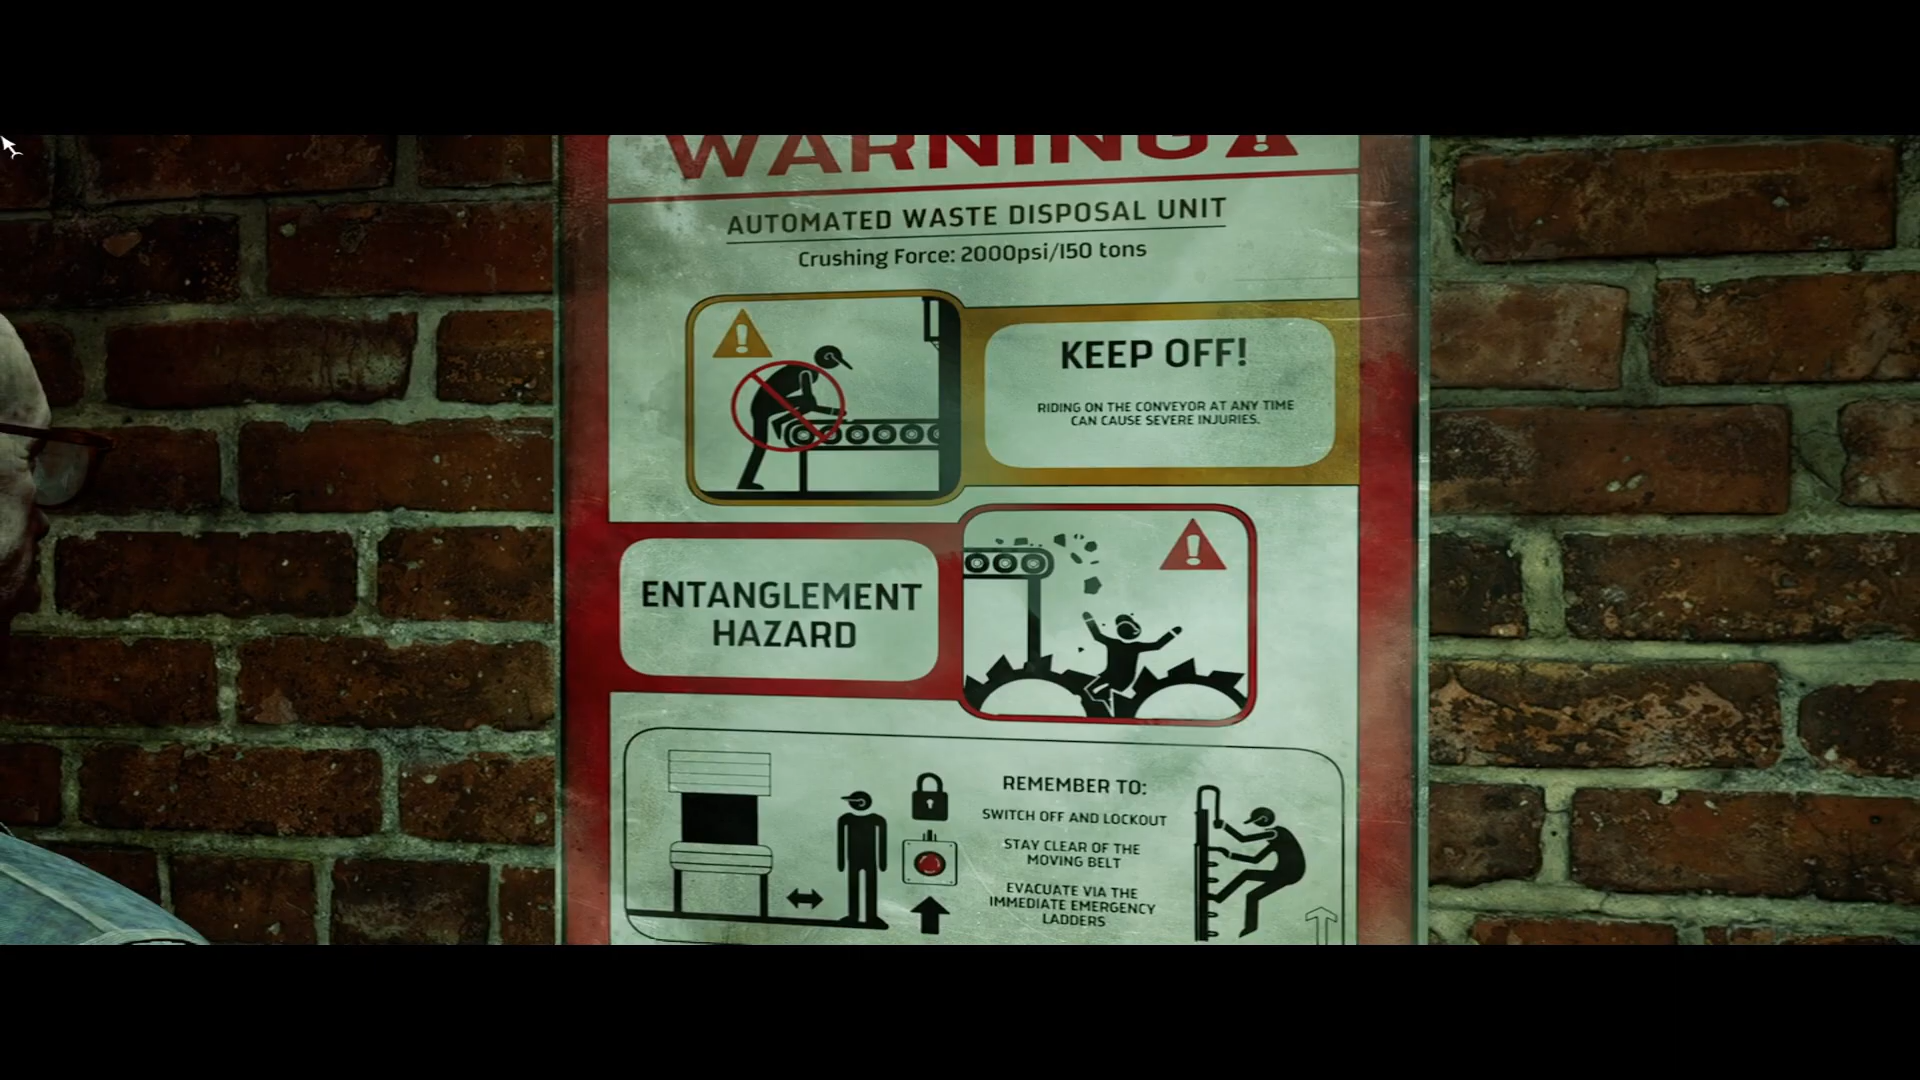 WARNING
AUTOMATED WASTE DISPOSAL UNIT
Crushing Force: 2000psi/150 tons
KEEP OFF!
RIDING ON THE CONVEYOR AT ANY TIME
CAN CAUSE SEVERE INJURIES.
ENTANGLEMENT
HAZARD
REMEMBER TO:
SWITCH OFF AND LOCKOUT
STAY CLEAR OF THE
MOVING BELT
EVACUATE VIA THE
IMMEDIATE EMERGENCY
LADDERS